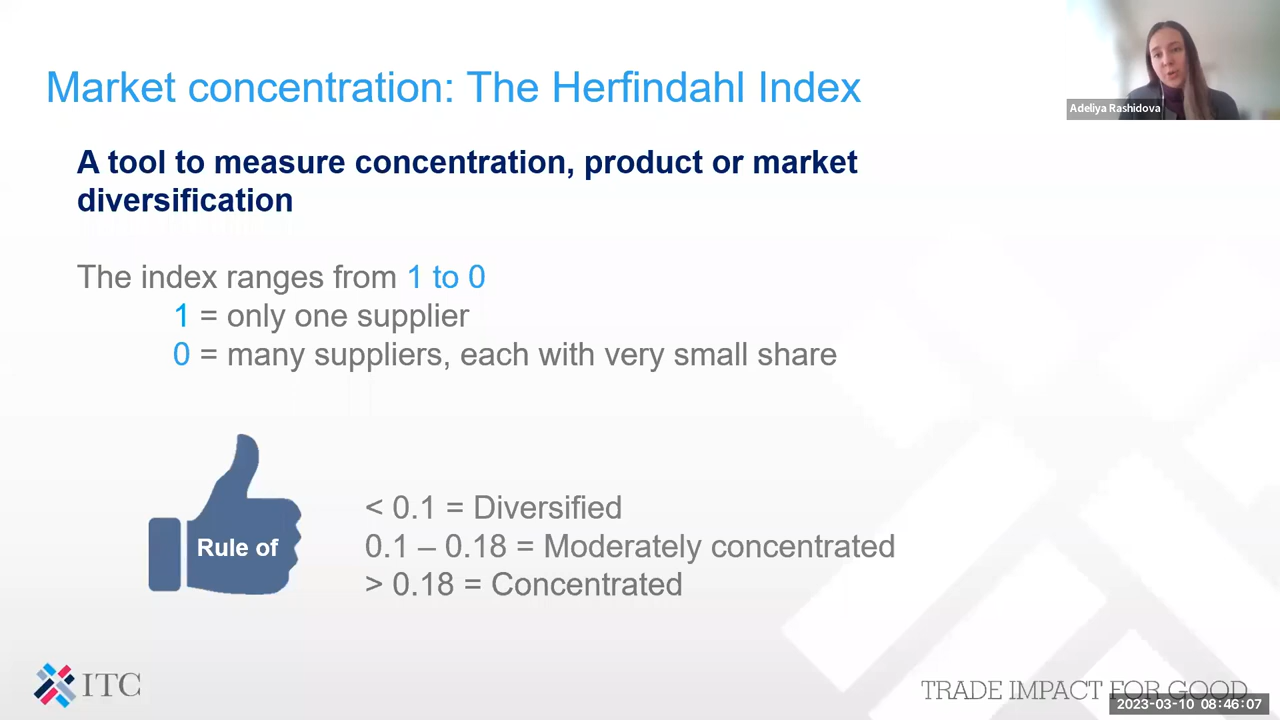 Market concentration: The Herfindahl Index
Adeliya Rashidova
A tool to measure concentration, product or market
diversification
The index ranges from 1 to 0
1 = only one supplier
0 = many suppliers, each with very small share
Rule of
< 0.1 = Diversified
0.1 – 0.18 = Moderately concentrated
> 0.18 = Concentrated
ITC
TRADE IMPACT FOR GOOD
2023-03-10 08:46:07